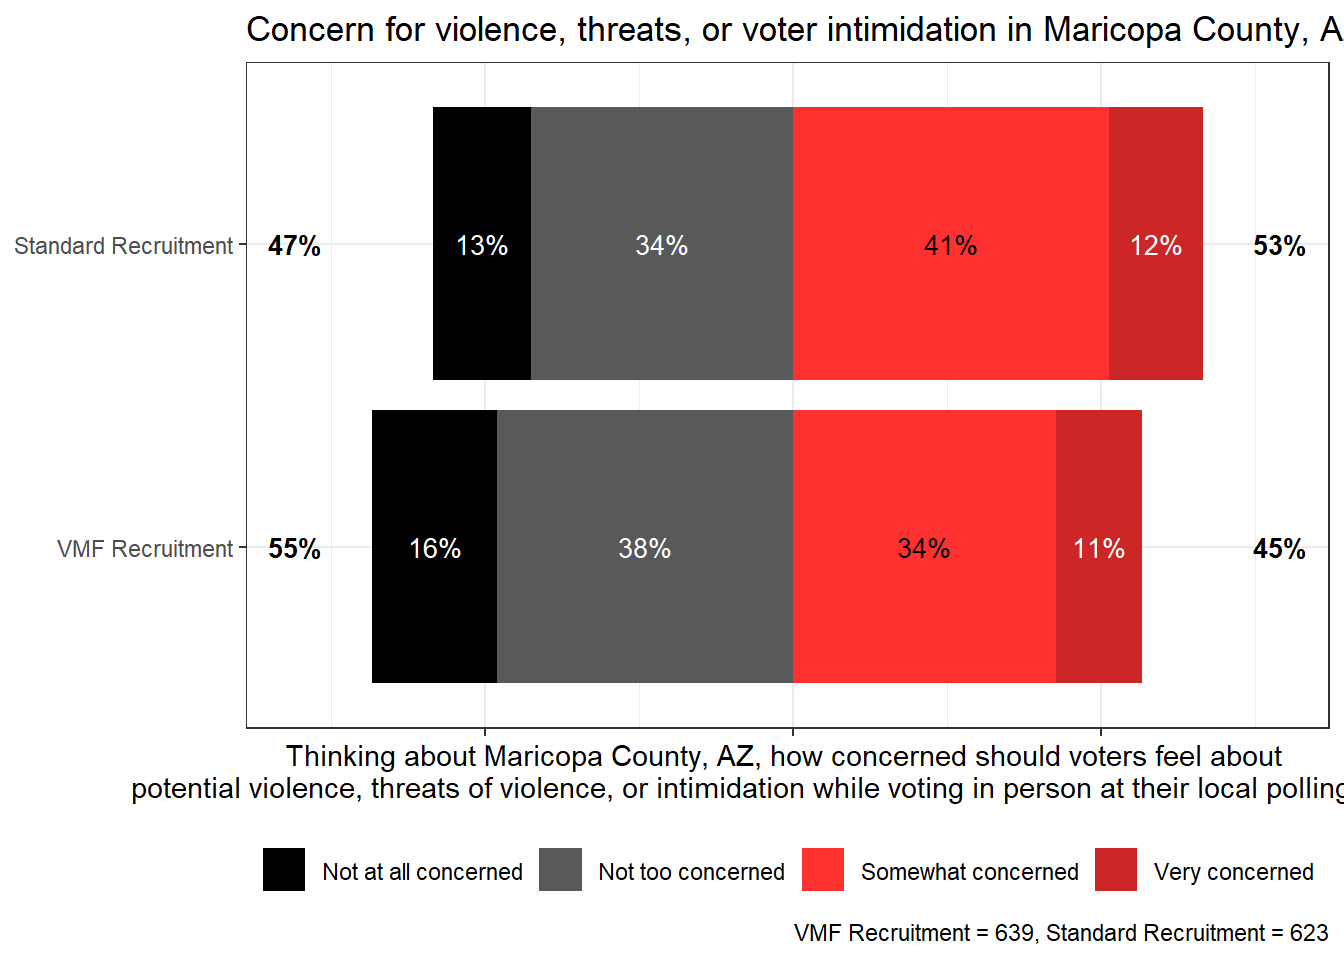 Concern for violence, threats, or voter intimidation in Maricopa County, A
Standard Recruitment 47% 13% 34% 41% 12% 53%
VMF Recruitment 55% 16% 38% 34% 11% 45%
Thinking about Maricopa County, AZ, how concerned should voters feel about
potential violence, threats of violence, or intimidation while voting in person at their local polling
Not at all concerned Not too concerned Somewhat concerned Very concerned
VMF Recruitment = 639, Standard Recruitment = 623